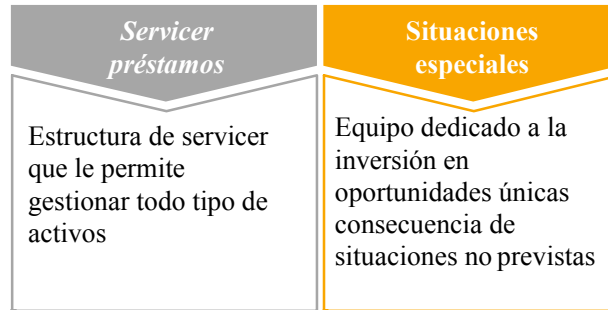 Servicer
préstamos
Estructura de servicer
que le permite
gestionar todo tipo de
activos
Situaciones
especiales
Equipo dedicado a la
inversión en
oportunidades únicas
consecuencia de
situaciones no previstas